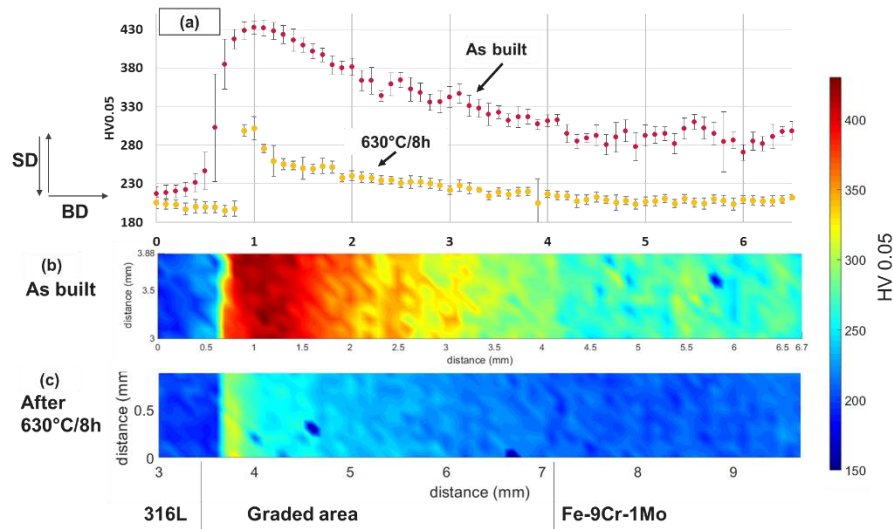 (a)
430
380
330
280
230
180
HV0.05
As built
630°C/8h
SD
BD
0 1 2 3 4 5 6
(b)
As built
distance (mm)
3.88
3.5
3
0 0.5 1 1.5 2 2.5 3 3.5 4 4.5 5 5.5 6 6.5 6.7
distance (mm)
(c)
After
630°C/8h
distance (mm)
0.5
0
3 4 5 6 7 8 9
distance (mm)
316L Graded area Fe-9Cr-1Mo
400
350
300
250
200
150
HV 0.05